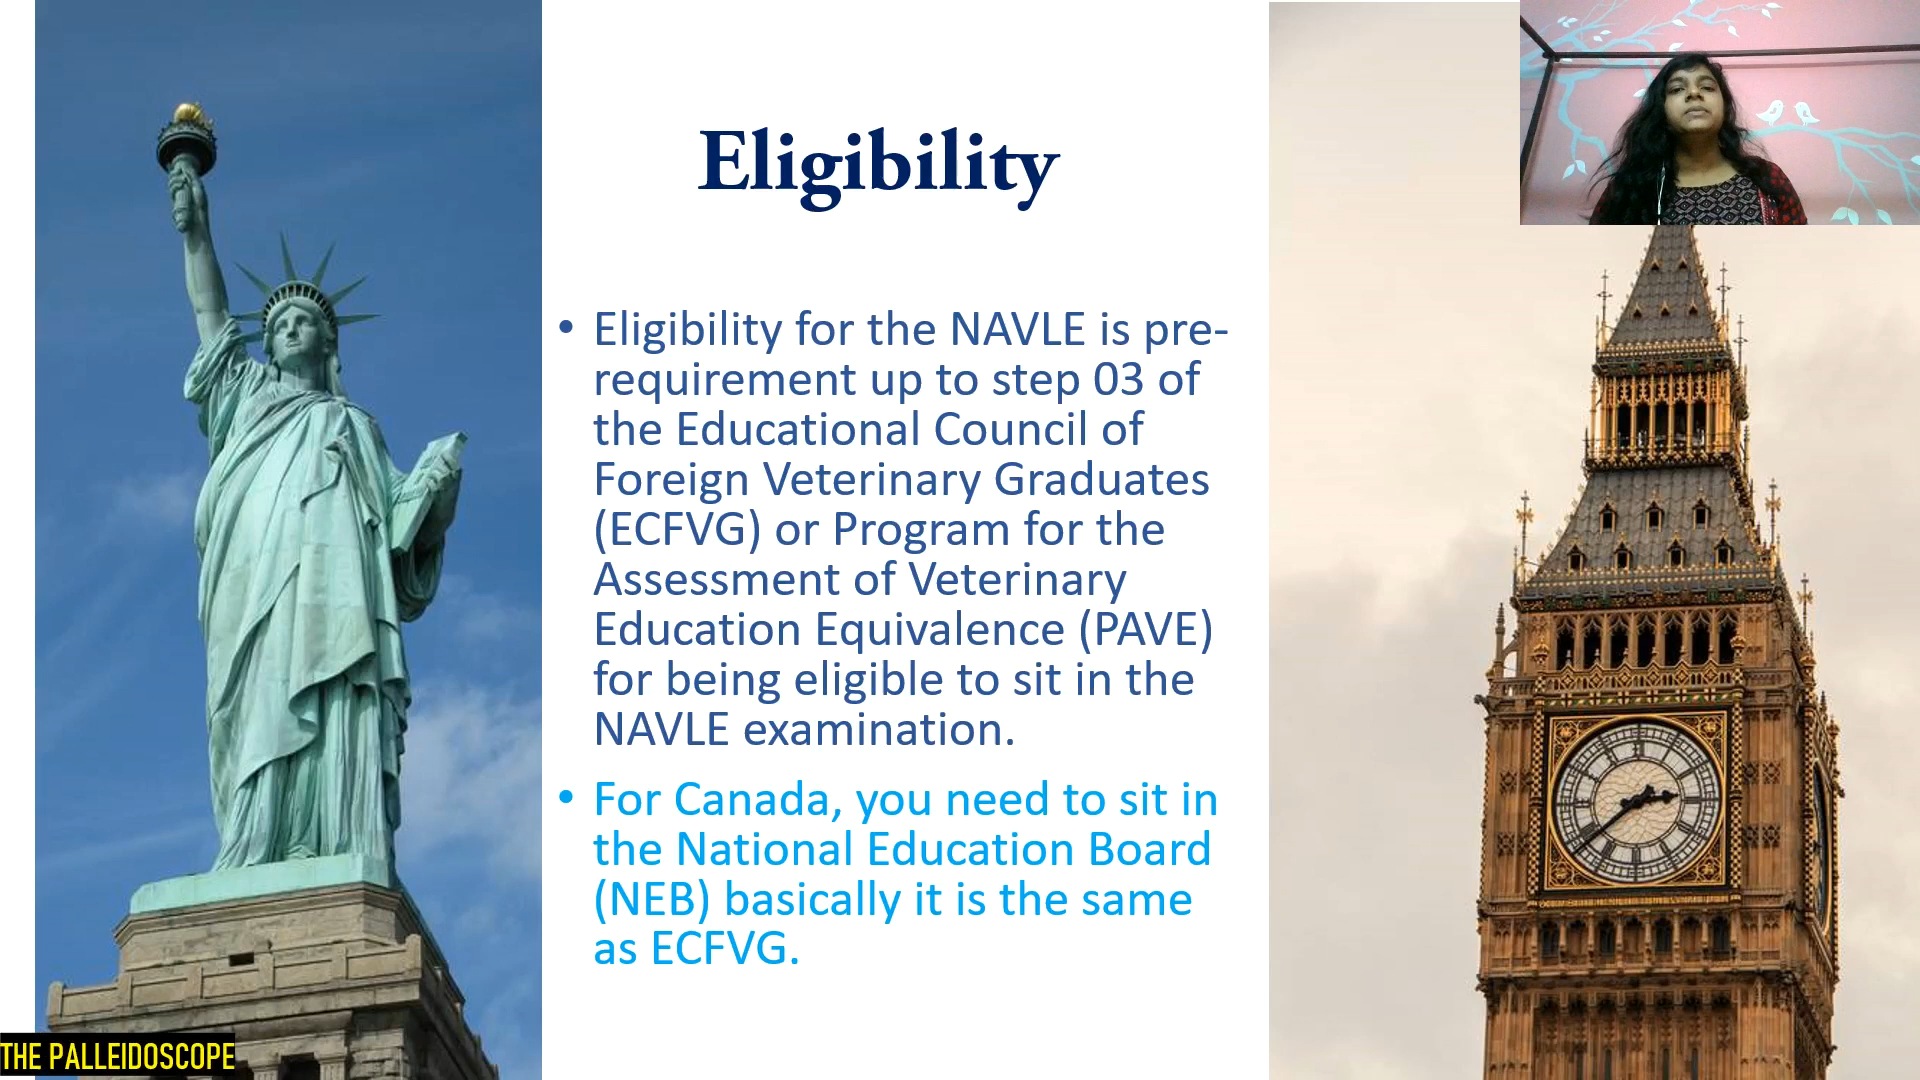 Eligibility
• Eligibility for the NAVLE is pre-
requirement up to step 03 of
the Educational Council of
Foreign Veterinary Graduates
(ECFVG) or Program for the
Assessment of Veterinary
Education Equivalence (PAVE)
for being eligible to sit in the
NAVLE examination.
• For Canada, you need to sit in
the National Education Board
(NEB) basically it is the same
as ECFVG.
THE PALLEIDOSCOPE